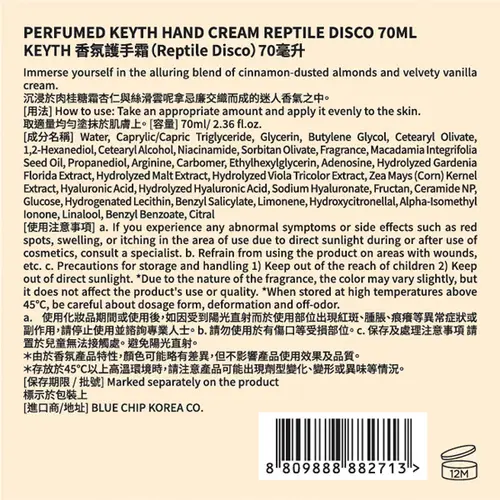 PERFUMED KEYTH HAND CREAM REPTILE DISCO 70ML
KEYTH 香氛護手霜（Reptile Disco）70毫升
Immerse yourself in the alluring blend of cinnamon-dusted almonds and velvety vanilla
cream.
沉浸於肉桂糖霜杏仁與絲滑雲呢拿忌廉交織而成的迷人香氣之中。
[用法] How to use: Take an appropriate amount and apply it evenly to the skin.
取適量均勻塗抹於肌膚上。[容量] 70ml/ 2.36 fl.oz.
[成分名稱] Water, Caprylic/Capric Triglyceride, Glycerin, Butylene Glycol, Cetearyl Olivate,
1,2-Hexanediol, Cetearyl Alcohol, Niacinamide, Sorbitan Olivate, Fragrance, Macadamia Integrifolia
Seed Oil, Propanediol, Arginine, Carbomer, Ethylhexylglycerin, Adenosine, Hydrolyzed Gardenia
Florida Extract, Hydrolyzed Malt Extract, Hydrolyzed Viola Tricolor Extract, Zea Mays (Corn) Kernel
Extract, Hyaluronic Acid, Hydrolyzed Hyaluronic Acid, Sodium Hyaluronate, Fructan, Ceramide NP,
Glucose, Hydrogenated Lecithin, Benzyl Salicylate, Limonene, Hydroxycitronellal, Alpha-Isomethyl
Ionone, Linalool, Benzyl Benzoate, Citral
[使用注意事項] a. If you experience any abnormal symptoms or side effects such as red
spots, swelling, or itching in the area of use due to direct sunlight during or after use of
cosmetics, consult a specialist. b. Refrain from using the product on areas with wounds,
etc. c. Precautions for storage and handling 1) Keep out of the reach of children 2) Keep
out of direct sunlight. *Due to the nature of the fragrance, the color may vary slightly, but
it does not affect the product's use or quality. *When stored at high temperatures above
45°C, be careful about dosage form, deformation and off-odor.
a. 使用化妝品期間或使用後，如因受到陽光直射而於使用部位出現紅斑、腫脹、痕癢等異常症狀或
副作用，請停止使用並諮詢專業人士。b. 請勿使用於有傷口等受損部位。c. 保存及處理注意事項 請
置於兒童無法接觸處。避免陽光直射。
＊由於香氛產品特性，顏色可能略有差異，但不影響產品使用效果及品質。
＊存放於45°C以上高溫環境時，請注意產品可能出現劑型變化、變形或異味等情況。
[保存期限 / 批號] Marked separately on the product
標示於包裝上
[進口商/地址] BLUE CHIP KOREA CO.
8 809888 882713 >
12M